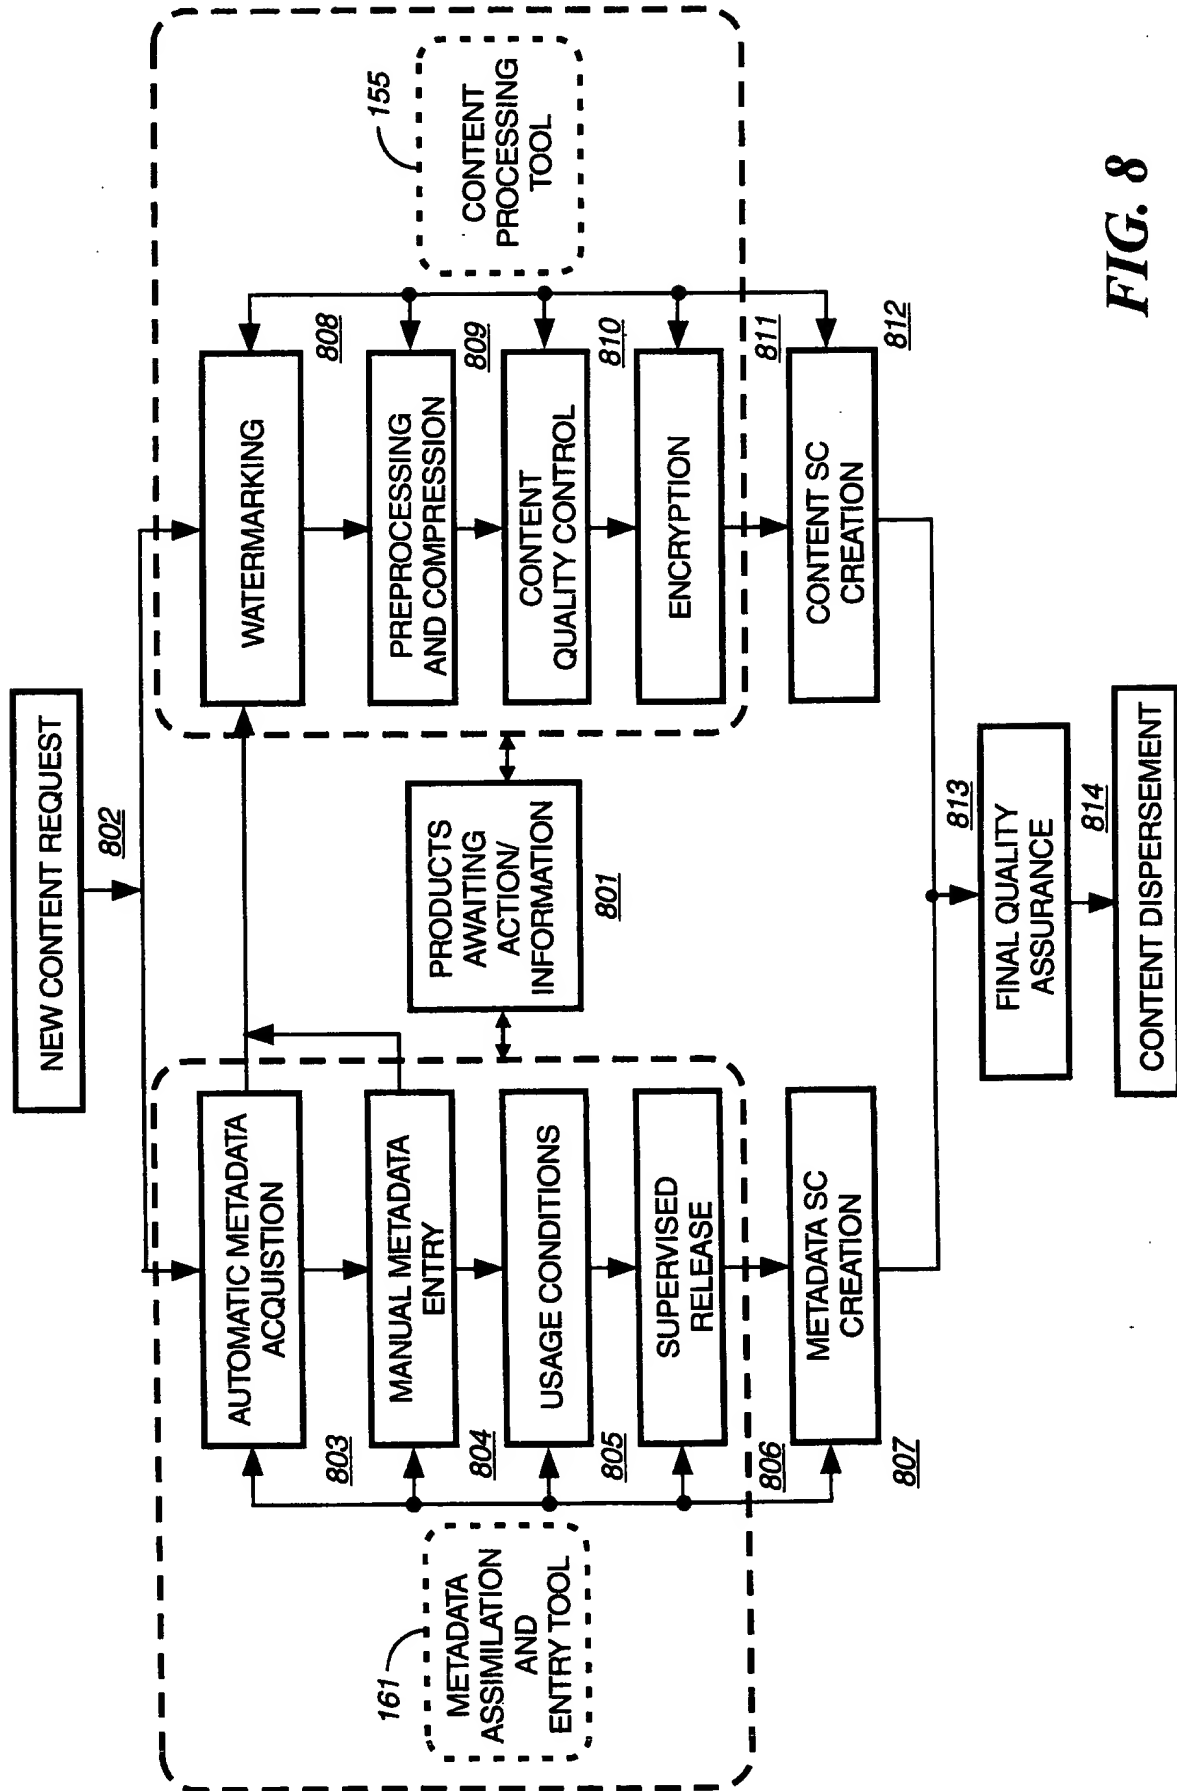 NEW CONTENT REQUEST
802
AUTOMATIC METADATA
ACQUISTION
803
MANUAL METADATA
ENTRY
804
USAGE CONDITIONS
805
SUPERVISED
RELEASE
806
METADATA SC
CREATION
807
161
METADATA
ASSIMILATION
AND
ENTRY TOOL
PRODUCTS
AWAITING
ACTION/
INFORMATION
801
WATERMARKING
808
PREPROCESSING
AND COMPRESSION
809
CONTENT
QUALITY CONTROL
810
ENCRYPTION
811
CONTENT SC
CREATION
812
155
CONTENT
PROCESSING
TOOL
813
FINAL QUALITY
ASSURANCE
814
CONTENT DISPERSEMENT
FIG. 8